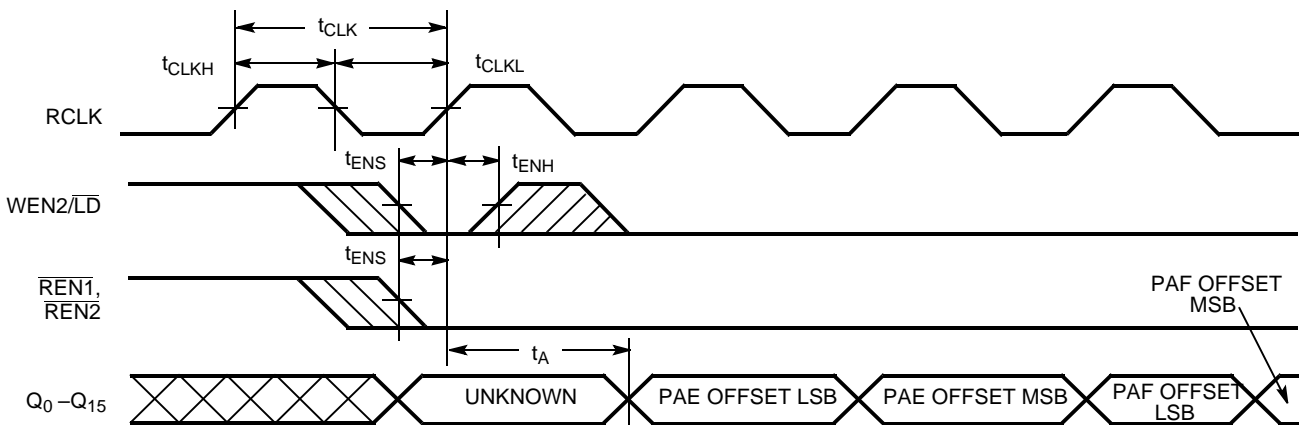 tCLK
tCLKH
tCLKL
RCLK
tENS
tENH
WEN2/LD
tENS
REN1,
REN2
PAF OFFSET
MSB
tA
Q0 –Q15
UNKNOWN
PAE OFFSET LSB
PAE OFFSET MSB
PAF OFFSET
LSB